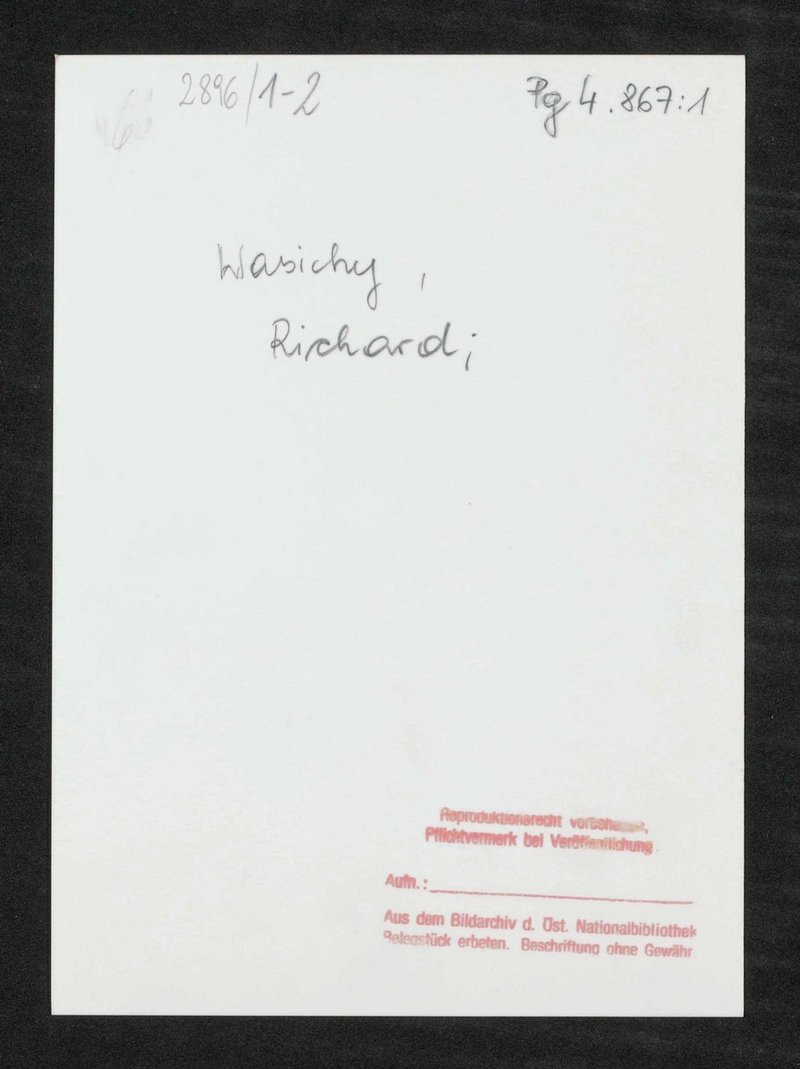 2896/1-2
Pg 4.867:1
Wasicky,
Richard;
Reproduktionsrecht vorbehalten,
Pflichtvermerk bei Veröffentlichung.
Aufn.:
Aus dem Bildarchiv d. Öst. Nationalbibliothek
Belegstück erbeten. Beschriftung ohne Gewähr